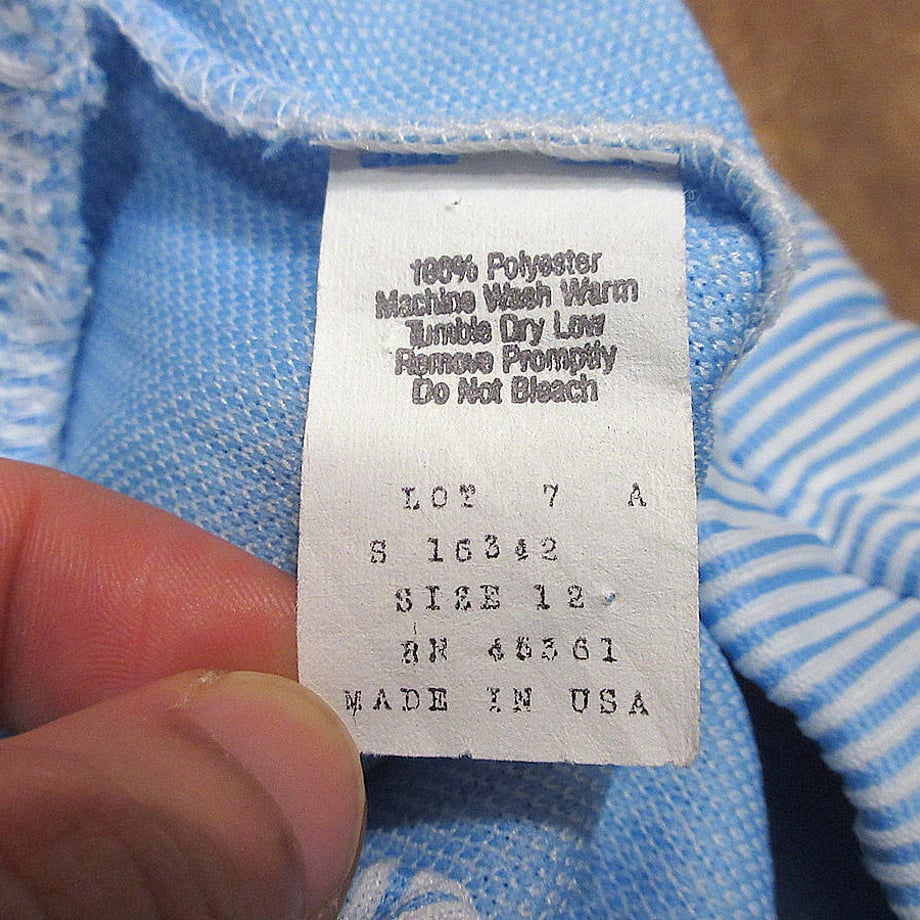 100% Polyester
Machine Wash Warm
Tumble Dry Low
Remove Promptly
Do Not Bleach
LOT 7 A
S 16342
SIZE 12
RN 45361
MADE IN USA